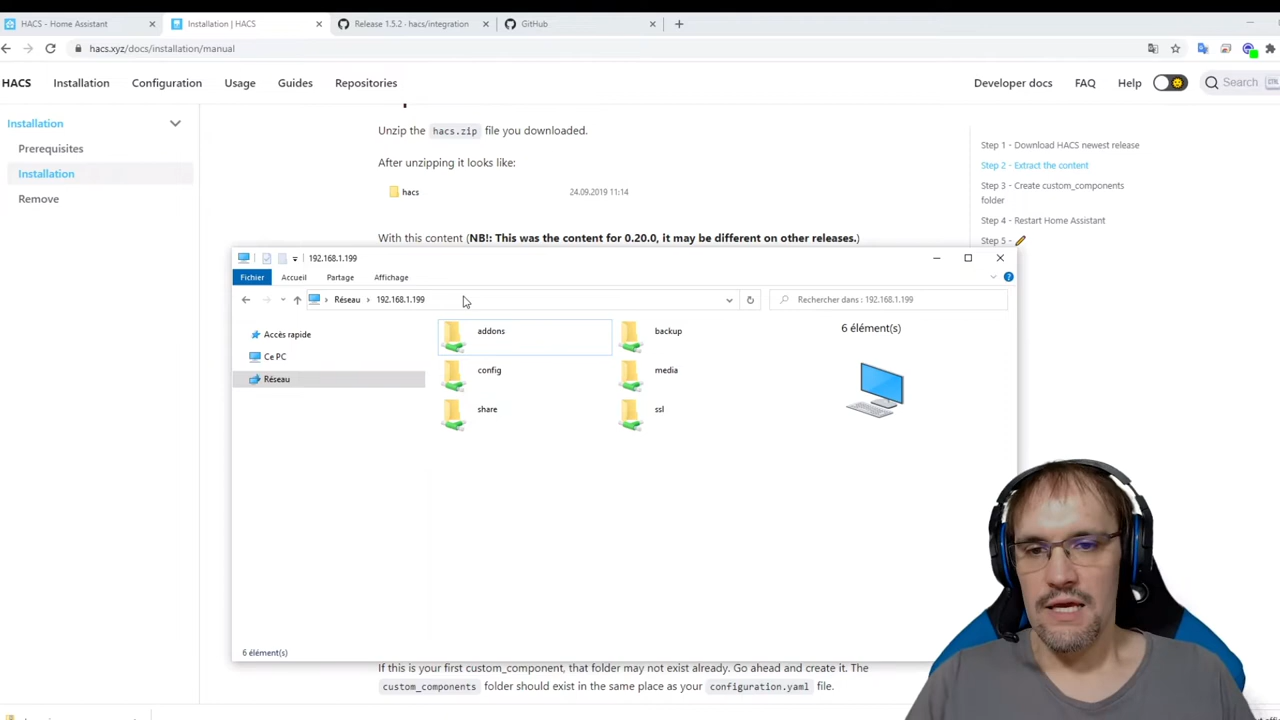 HACS - Home Assistant
Installation | HACS
Release 1.5.2 · hacs/integration
GitHub
hacs.xyz/docs/installation/manual
HACS Installation Configuration Usage Guides Repositories Developer docs FAQ Help Search
Installation
Prerequisites
Installation
Remove
Unzip the hacs.zip file you downloaded.
After unzipping it looks like:
hacs 24.09.2019 11:14
With this content (NB!: This was the content for 0.20.0, it may be different on other releases.)
Step 1 - Download HACS newest release
Step 2 - Extract the content
Step 3 - Create custom_components
folder
Step 4 - Restart Home Assistant
Step 5 -
192.168.1.199
Fichier Accueil Partage Affichage
Réseau > 192.168.1.199
Rechercher dans : 192.168.1.199
Accès rapide
Ce PC
Réseau
addons
backup
config
media
share
ssl
6 élément(s)
6 élément(s)
If this is your first custom_component, that folder may not exist already. Go ahead and create it. The
custom_components folder should exist in the same place as your configuration.yaml file.